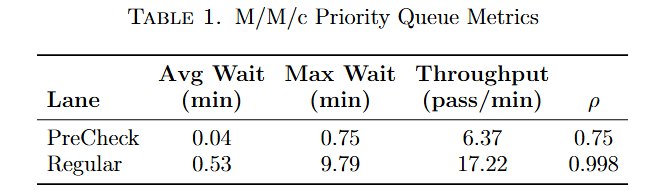 TABLE 1. M/M/c Priority Queue Metrics
Avg Wait Max Wait Throughput
Lane (min) (min) (pass/min) ρ
PreCheck 0.04 0.75 6.37 0.75
Regular 0.53 9.79 17.22 0.998